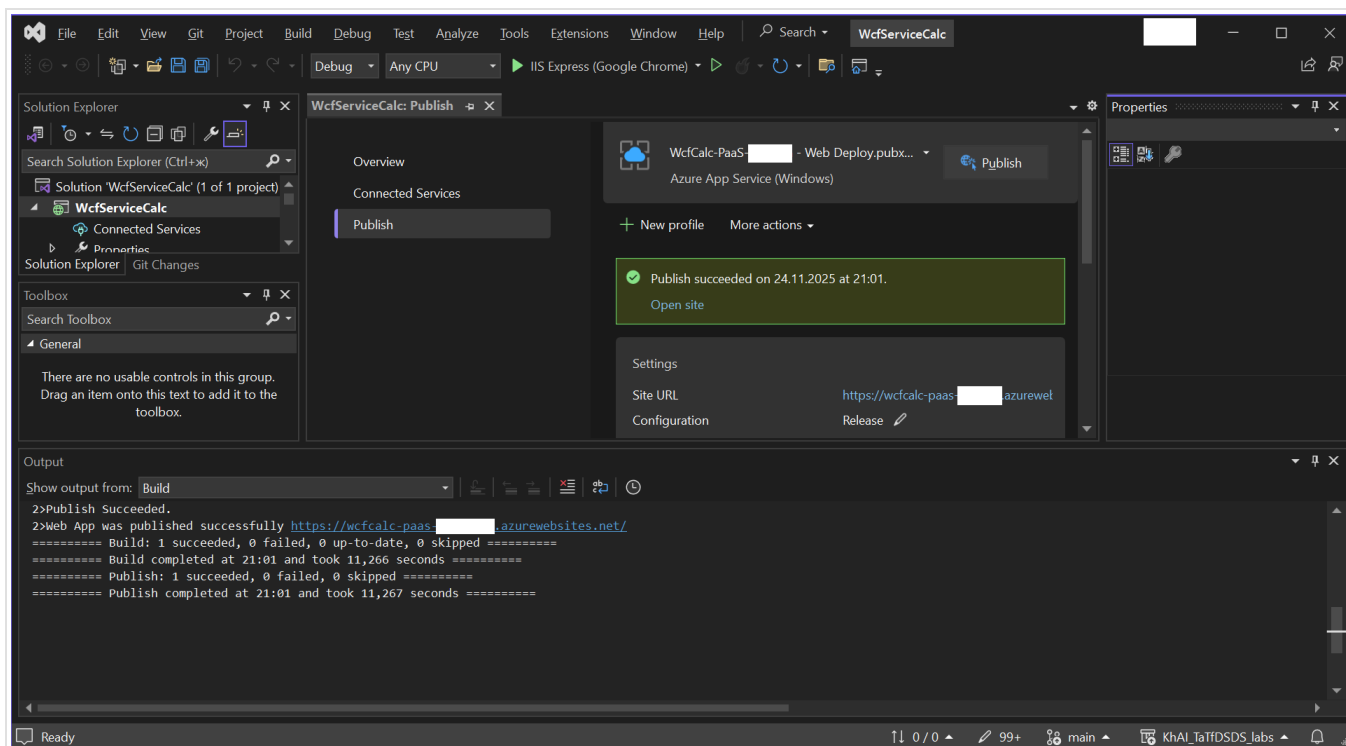 File Edit View Git Project Build Debug Test Analyze Tools Extensions Window Help Search WcfServiceCalc
Debug Any CPU IIS Express (Google Chrome)
Solution Explorer
Search Solution Explorer (Ctrl+ж)
Solution 'WcfServiceCalc' (1 of 1 project)
WcfServiceCalc
Connected Services
Properties
Solution Explorer Git Changes
Toolbox
Search Toolbox
General
There are no usable controls in this group.
Drag an item onto this text to add it to the
toolbox.
WcfServiceCalc: Publish
Overview
Connected Services
Publish
WcfCalc-PaaS- - Web Deploy.pubx...
Azure App Service (Windows)
Publish
New profile More actions
Publish succeeded on 24.11.2025 at 21:01.
Open site
Settings
Site URL https://wcfcalc-paas- .azureweb
Configuration Release
Properties
Output
Show output from: Build
2>Publish Succeeded.
2>Web App was published successfully https://wcfcalc-paas- .azurewebsites.net/
========== Build: 1 succeeded, 0 failed, 0 up-to-date, 0 skipped ==========
========== Build completed at 21:01 and took 11,266 seconds ==========
========== Publish: 1 succeeded, 0 failed, 0 skipped ==========
========== Publish completed at 21:01 and took 11,267 seconds ==========
Ready 0 / 0 99+ main KhAI_TaTfDSDS_labs